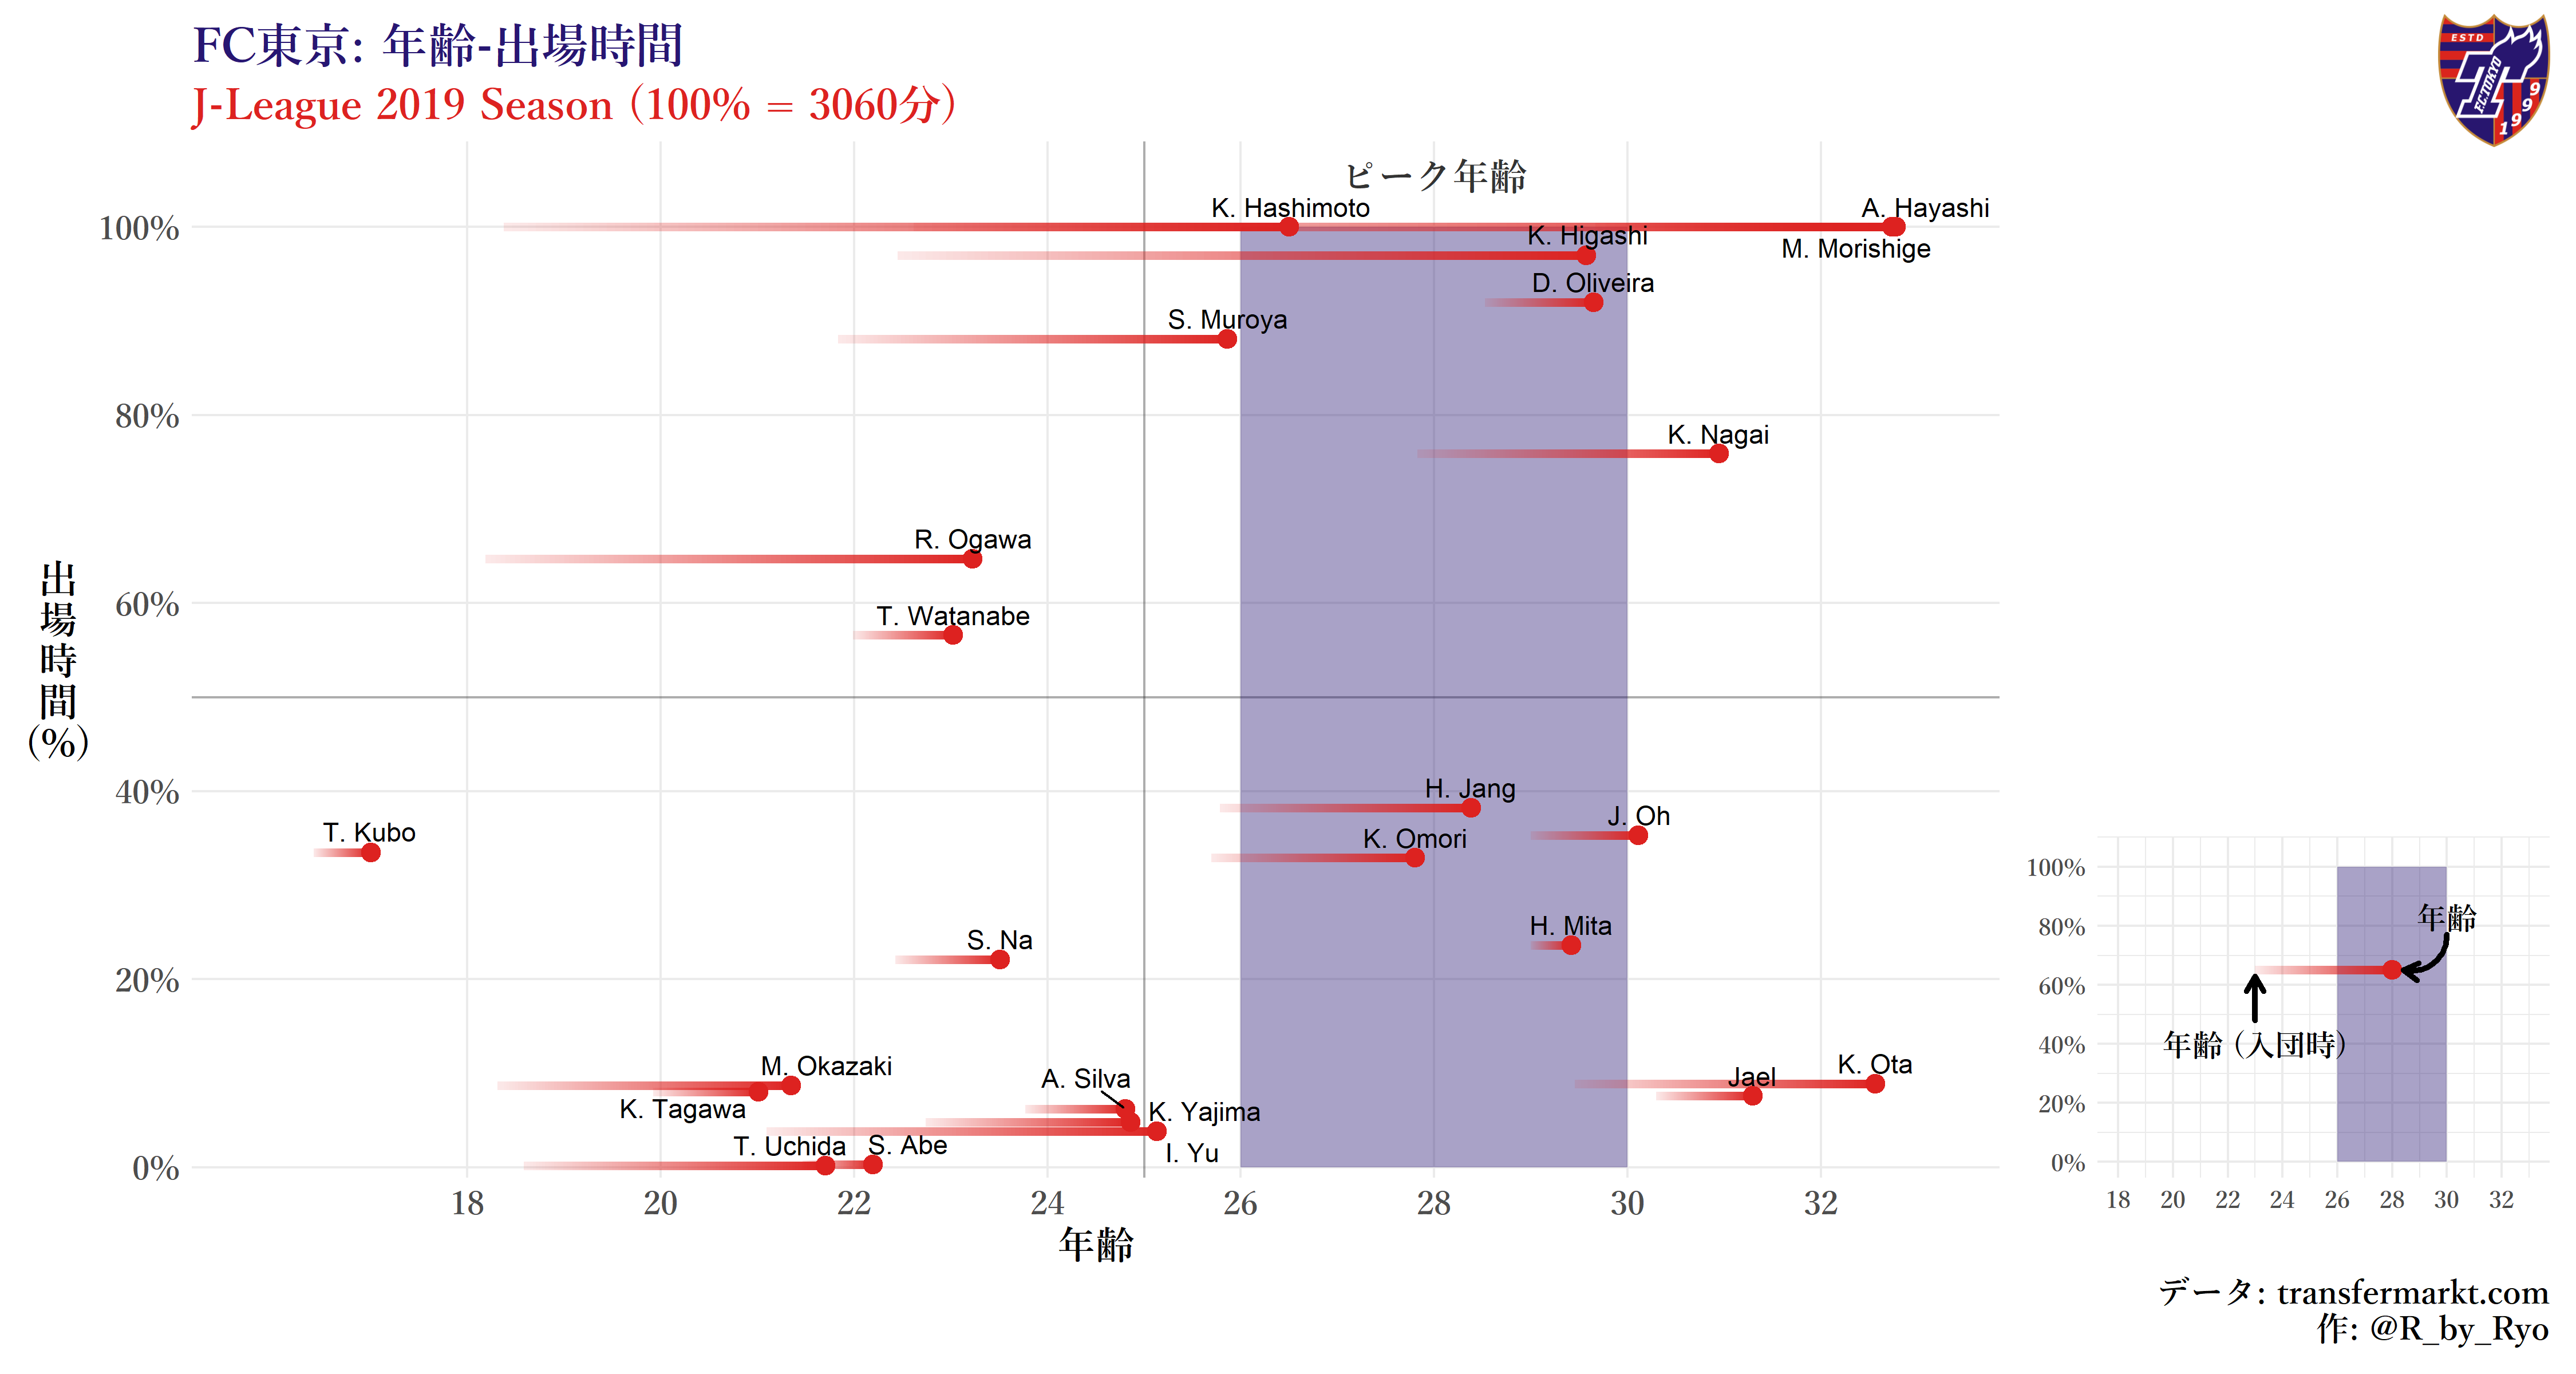 FC東京: 年齢-出場時間
J-League 2019 Season (100% = 3060分)
ESTD
F.C.TOKYO
1999
ピーク年齢
K. Hashimoto
A. Hayashi
K. Higashi
M. Morishige
D. Oliveira
S. Muroya
K. Nagai
R. Ogawa
T. Watanabe
H. Jang
J. Oh
T. Kubo
K. Omori
H. Mita
S. Na
M. Okazaki
A. Silva
K. Ota
Jael
K. Tagawa
K. Yajima
T. Uchida
S. Abe
I. Yu
100%
80%
60%
40%
20%
0%
出場時間(%)
18 20 22 24 26 28 30 32
年齢
100%
80%
60%
40%
20%
0%
年齢
年齢 (入団時)
18 20 22 24 26 28 30 32
データ: transfermarkt.com
作: @R_by_Ryo